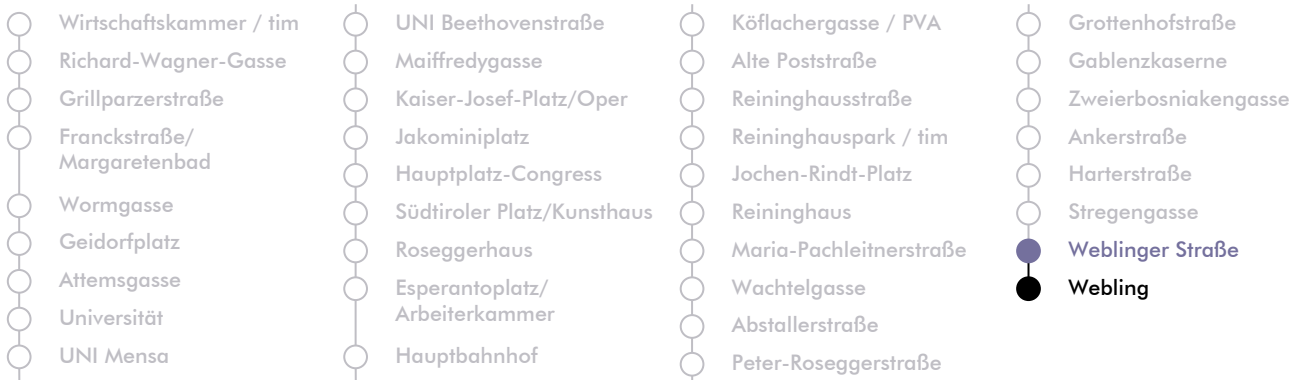 Wirtschaftskammer / tim
Richard-Wagner-Gasse
Grillparzerstraße
Franckstraße/
Margaretenbad
Wormgasse
Geidorfplatz
Attemsgasse
Universität
UNI Mensa
UNI Beethovenstraße
Maiffredygasse
Kaiser-Josef-Platz/Oper
Jakominiplatz
Hauptplatz-Congress
Südtiroler Platz/Kunsthaus
Roseggerhaus
Esperantoplatz/
Arbeiterkammer
Hauptbahnhof
Köflachergasse / PVA
Alte Poststraße
Reininghausstraße
Reininghauspark / tim
Jochen-Rindt-Platz
Reininghaus
Maria-Pachleitnerstraße
Wachtelgasse
Abstallerstraße
Peter-Roseggerstraße
Grottenhofstraße
Gablenzkaserne
Zweierbosniakengasse
Ankerstraße
Harterstraße
Stregengasse
Weblinger Straße
Webling